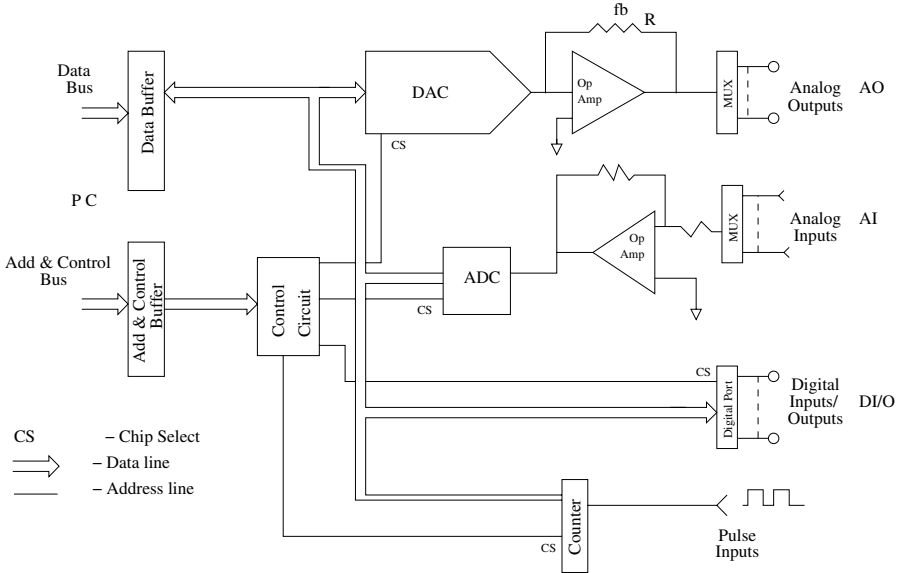 fb
R
Data
Bus
Data Buffer
DAC
Op
Amp
MUX
Analog
Outputs
AO
CS
P C
Add & Control
Bus
Add & Control
Buffer
Control
Circuit
ADC
CS
Op
Amp
MUX
Analog
Inputs
AI
CS
Digital Port
Digital
Inputs/
Outputs
DI/O
CS – Chip Select
– Data line
– Address line
CS
Counter
Pulse
Inputs